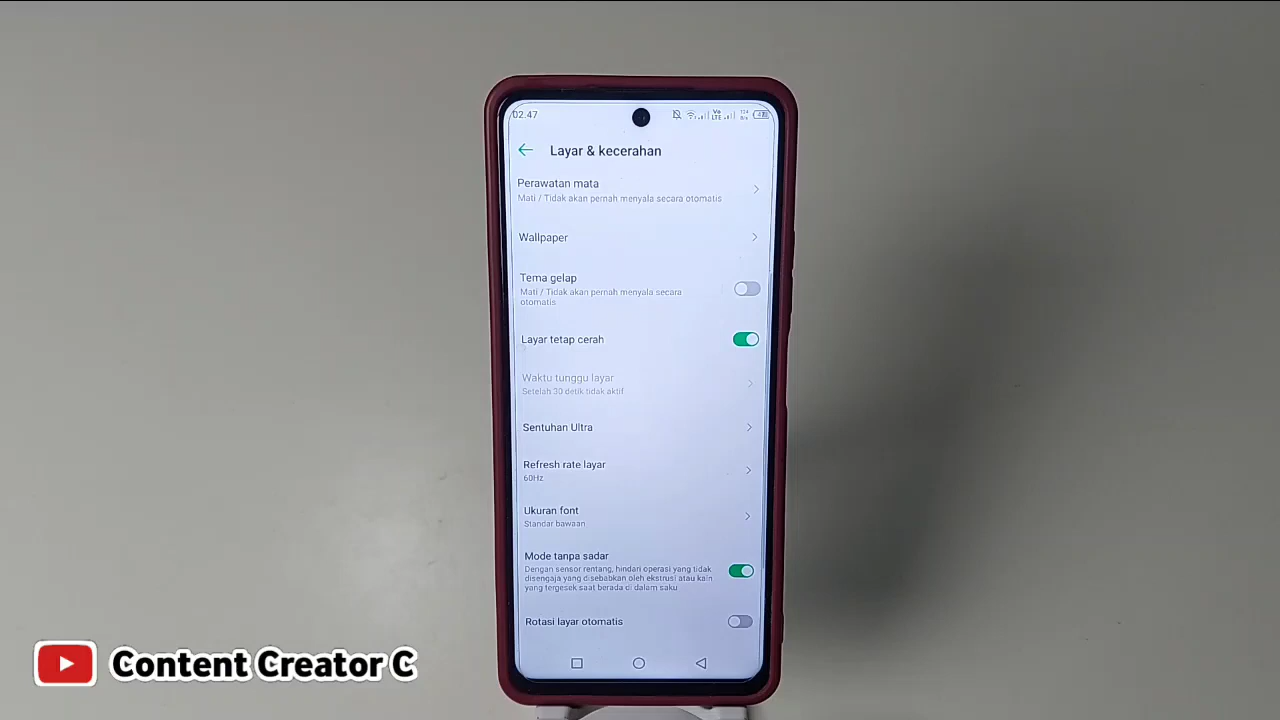 02.47
Vo
LTE
Layar & kecerahan
Perawatan mata
Mati / Tidak akan pernah menyala secara otomatis
Wallpaper
Tema gelap
Mati / Tidak akan pernah menyala secara
otomatis
Layar tetap cerah
Waktu tunggu layar
Setelah 30 detik tidak aktif
Sentuhan Ultra
Refresh rate layar
60Hz
Ukuran font
Standar bawaan
Mode tanpa sadar
Dengan sensor rentang, hindari operasi yang tidak
disengaja yang disebabkan oleh ekstrusi atau kain
yang tergesek saat berada di dalam saku
Rotasi layar otomatis
Content Creator C